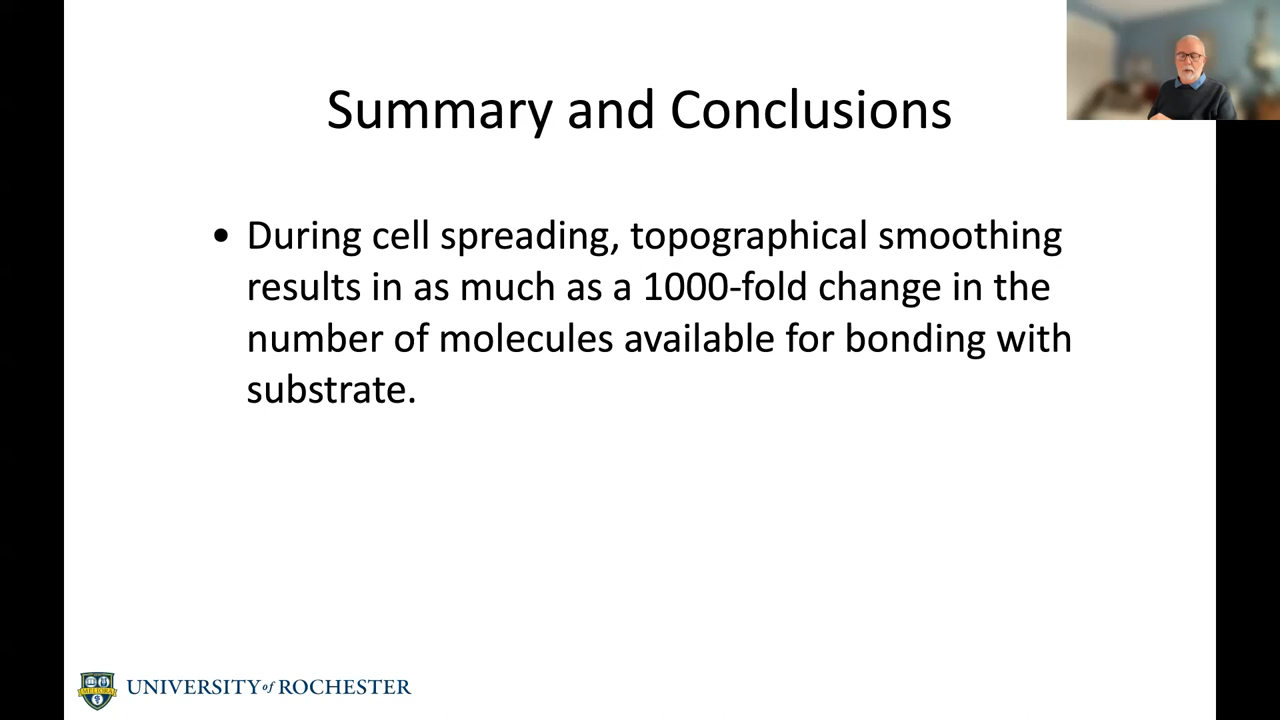 Summary and Conclusions
• During cell spreading, topographical smoothing
results in as much as a 1000-fold change in the
number of molecules available for bonding with
substrate.
MELIORA
UNIVERSITY of ROCHESTER